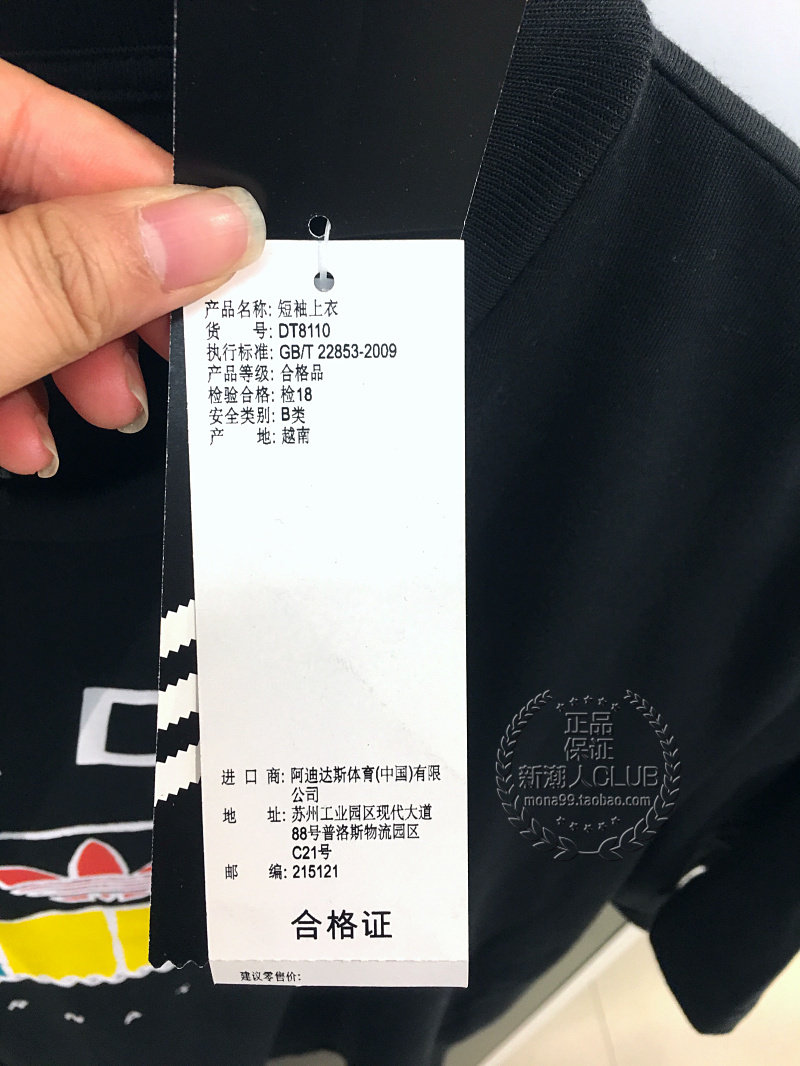 产品名称: 短袖上衣
货 号: DT8110
执行标准: GB/T 22853-2009
产品等级: 合格品
检验合格: 检18
安全类别: B类
产 地: 越南
进 口 商: 阿迪达斯体育(中国)有限
公司
地 址: 苏州工业园区现代大道
88号普洛斯物流园区
C21号
邮 编: 215121
合格证
建议零售价:
正品
保证
新潮人CLUB
mona99.taobao.com